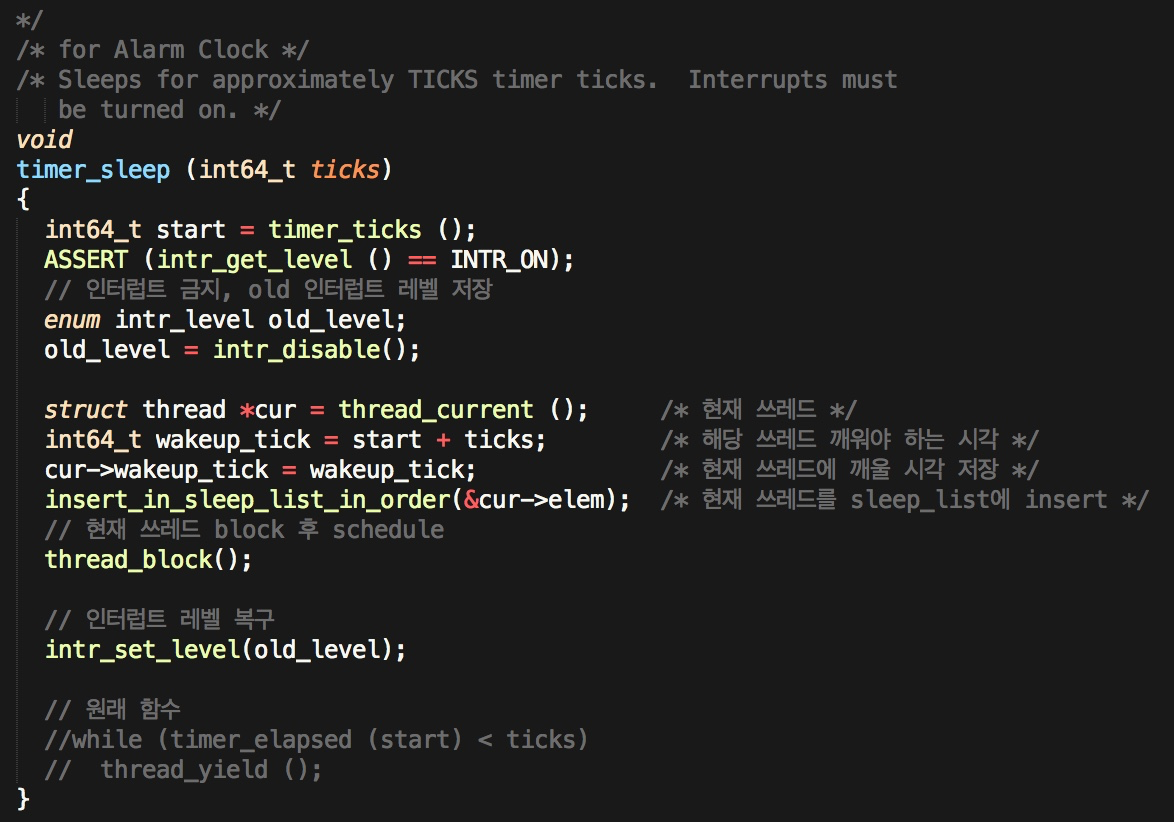 */
/* for Alarm Clock */
/* Sleeps for approximately TICKS timer ticks.  Interrupts must
   be turned on. */
void
timer_sleep (int64_t ticks)
{
  int64_t start = timer_ticks ();
  ASSERT (intr_get_level () == INTR_ON);
  // 인터럽트 금지, old 인터럽트 레벨 저장
  enum intr_level old_level;
  old_level = intr_disable();

  struct thread *cur = thread_current ();     /* 현재 쓰레드 */
  int64_t wakeup_tick = start + ticks;        /* 해당 쓰레드 깨워야 하는 시각 */
  cur->wakeup_tick = wakeup_tick;             /* 현재 쓰레드에 깨울 시각 저장 */
  insert_in_sleep_list_in_order(&cur->elem);  /* 현재 쓰레드를 sleep_list에 insert */
  // 현재 쓰레드 block 후 schedule
  thread_block();

  // 인터럽트 레벨 복구
  intr_set_level(old_level);

  // 원래 함수
  //while (timer_elapsed (start) < ticks)
  //  thread_yield ();
}